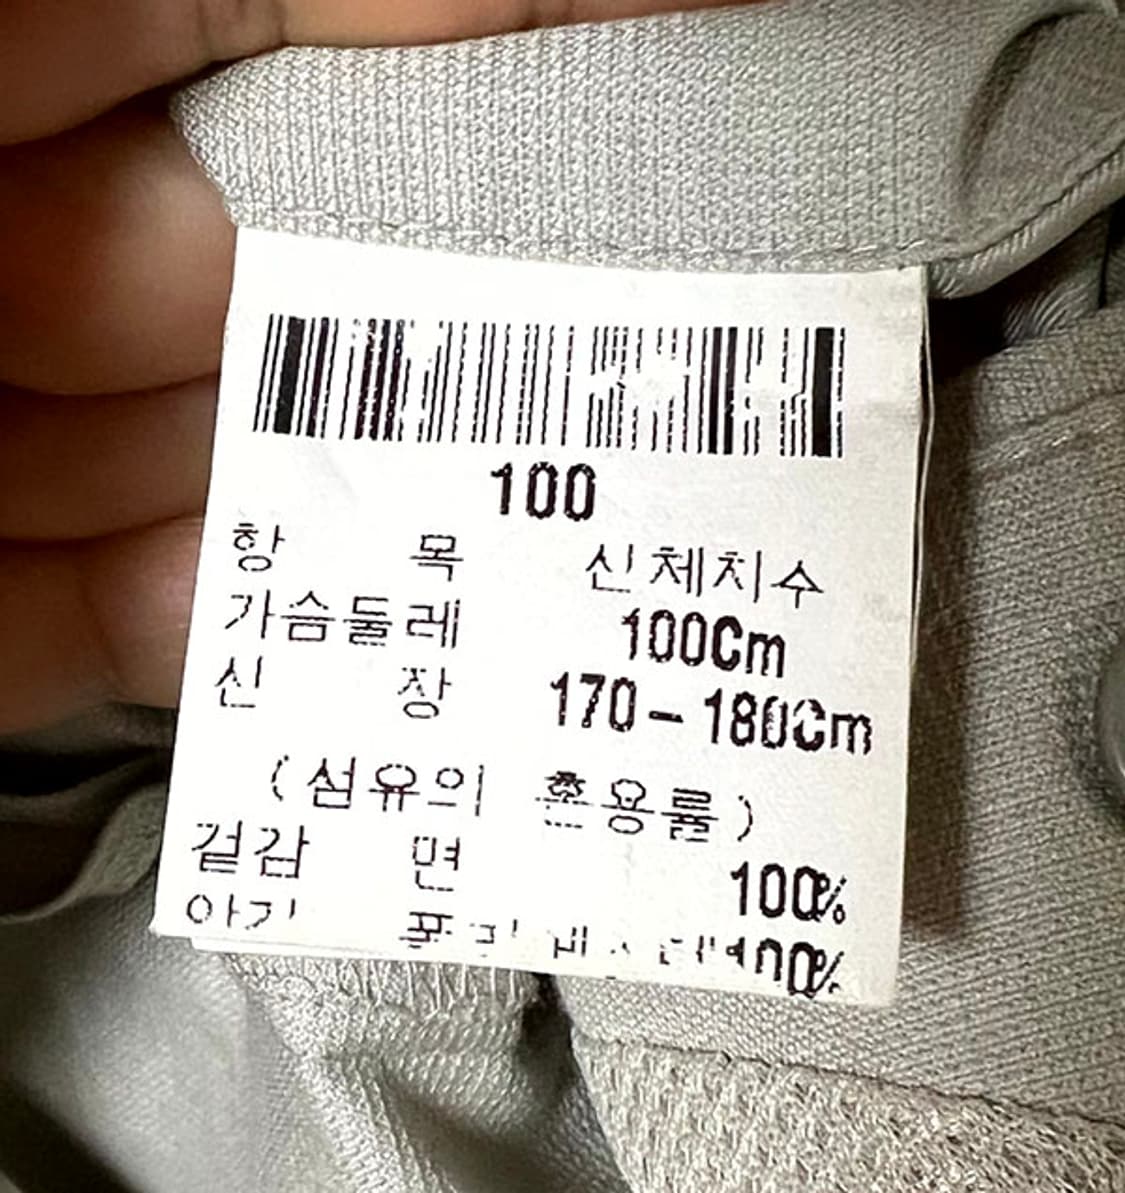 100
항 목 신체치수
가슴둘레 100Cm
신 장 170-180Cm
(섬유의 혼용률)
겉감 면 100%
100%